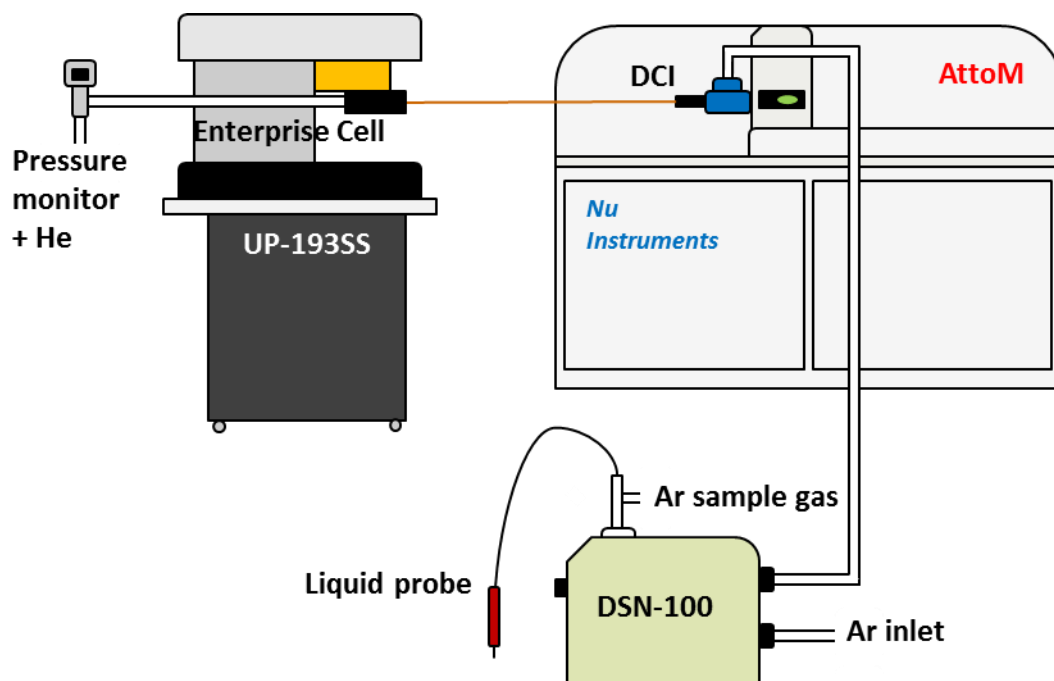 DCI
AttoM
Enterprise Cell
Pressure
monitor
+ He
UP-193SS
Nu
Instruments
Ar sample gas
Liquid probe
DSN-100
Ar inlet